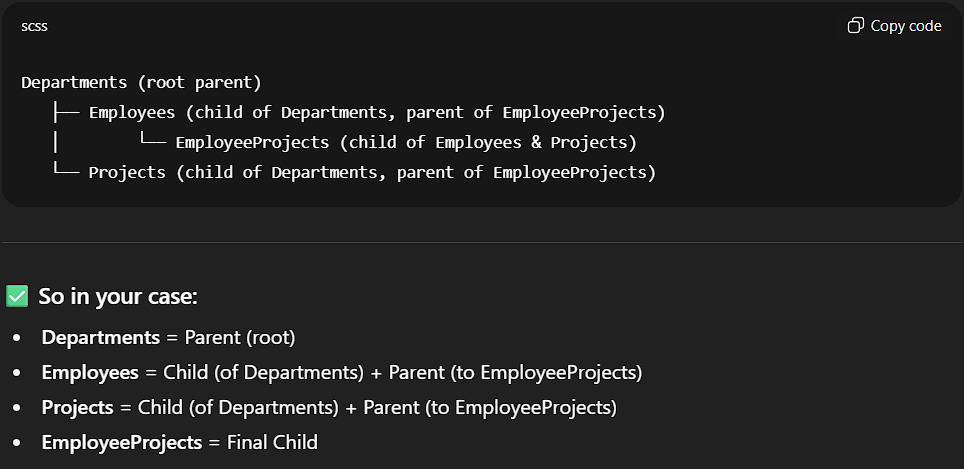 scss
Copy code
Departments (root parent)
├── Employees (child of Departments, parent of EmployeeProjects)
│       └── EmployeeProjects (child of Employees & Projects)
└── Projects (child of Departments, parent of EmployeeProjects)
✅ So in your case:
• Departments = Parent (root)
• Employees = Child (of Departments) + Parent (to EmployeeProjects)
• Projects = Child (of Departments) + Parent (to EmployeeProjects)
• EmployeeProjects = Final Child